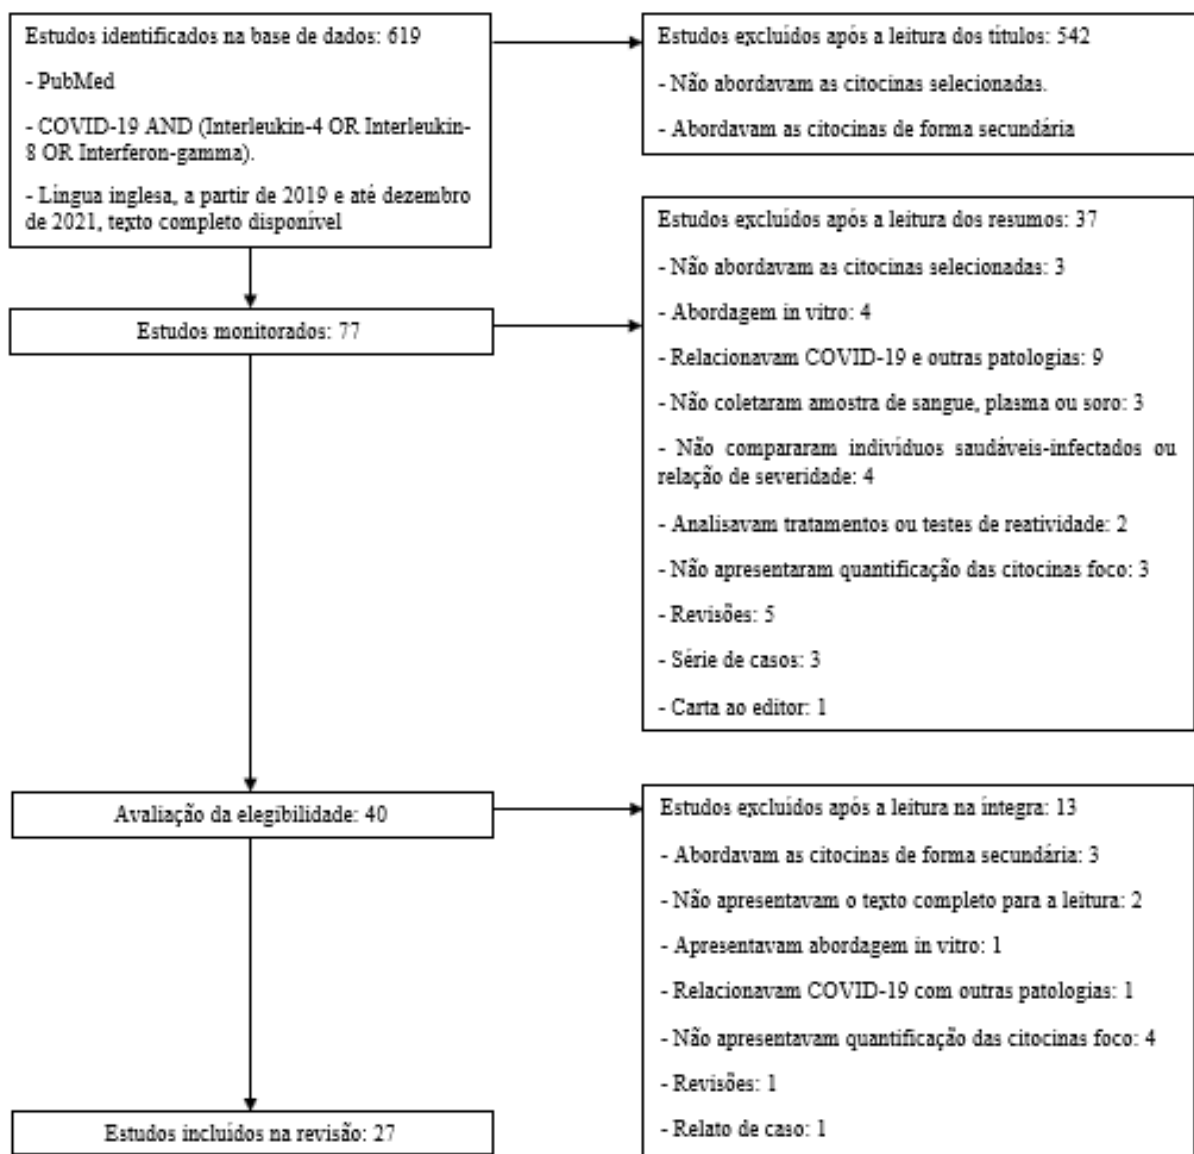 Estudos identificados na base de dados: 619
- PubMed
- COVID-19 AND (Interleukin-4 OR Interleukin-
8 OR Interferon-gamma).
- Língua inglesa, a partir de 2019 e até dezembro
de 2021, texto completo disponível
Estudos excluídos após a leitura dos títulos: 542
- Não abordavam as citocinas selecionadas.
- Abordavam as citocinas de forma secundária
Estudos monitorados: 77
Estudos excluídos após a leitura dos resumos: 37
- Não abordavam as citocinas selecionadas: 3
- Abordagem in vitro: 4
- Relacionavam COVID-19 e outras patologias: 9
- Não coletaram amostra de sangue, plasma ou soro: 3
- Não compararam indivíduos saudáveis-infectados ou
relação de severidade: 4
- Analisavam tratamentos ou testes de reatividade: 2
- Não apresentaram quantificação das citocinas foco: 3
- Revisões: 5
- Série de casos: 3
- Carta ao editor: 1
Avaliação da elegibilidade: 40
Estudos excluídos após a leitura na íntegra: 13
- Abordavam as citocinas de forma secundária: 3
- Não apresentavam o texto completo para a leitura: 2
- Apresentavam abordagem in vitro: 1
- Relacionavam COVID-19 com outras patologias: 1
- Não apresentavam quantificação das citocinas foco: 4
- Revisões: 1
- Relato de caso: 1
Estudos incluídos na revisão: 27